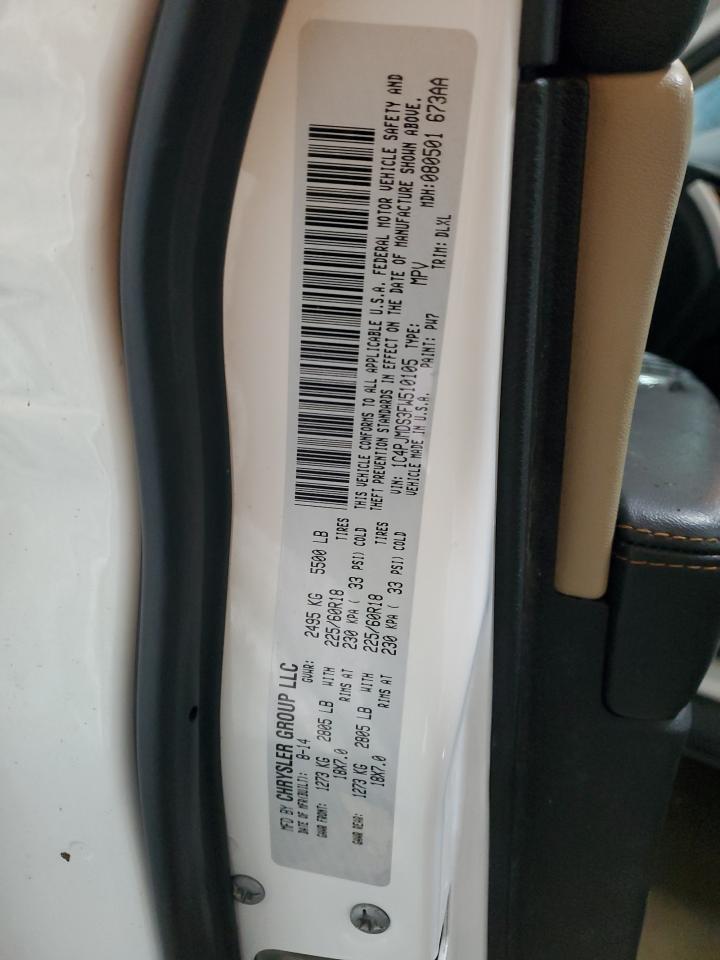 MFD BY CHRYSLER GROUP LLC
DATE OF MFR(BUILT): 8-14 GVWR: 2495 KG 5500 LB
GAWR FRONT: 1273 KG 2805 LB WITH 225/60R18 TIRES
18X7.0 RIMS AT 230 KPA ( 33 PSI) COLD
GAWR REAR: 1273 KG 2805 LB WITH 225/60R18 TIRES
18X7.0 RIMS AT 230 KPA ( 33 PSI) COLD
THIS VEHICLE CONFORMS TO ALL APPLICABLE U.S.A. FEDERAL MOTOR VEHICLE SAFETY AND
THEFT PREVENTION STANDARDS IN EFFECT ON THE DATE OF MANUFACTURE SHOWN ABOVE.
VIN: 1C4PJMDS3FW510105 TYPE: MPV MDH:080501 673AA
VEHICLE MADE IN U.S.A. PAINT: PW7 TRIM: DLXL